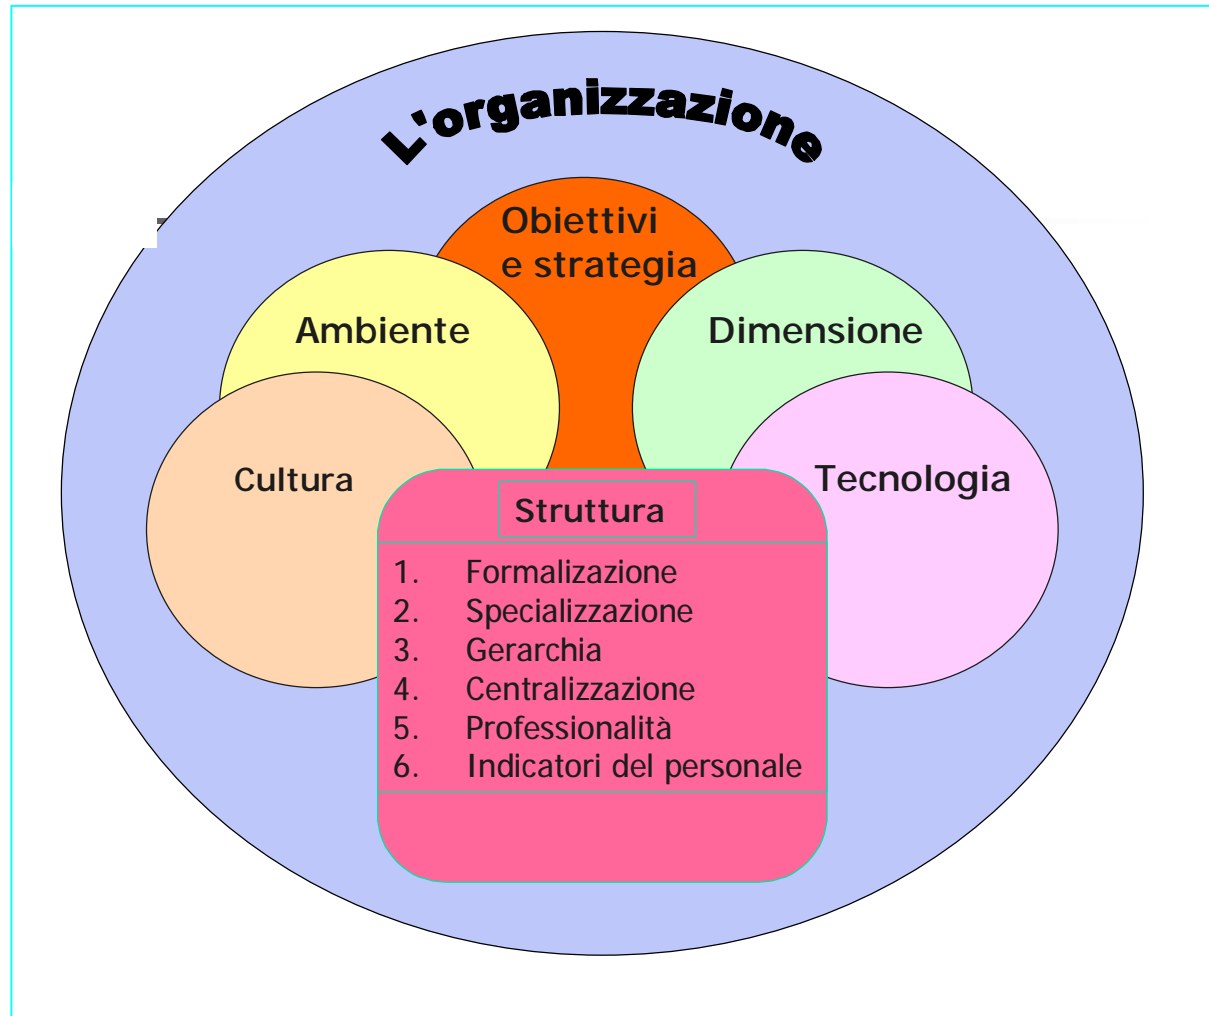 L'organizzazione
Obiettivi
e strategia
Ambiente
Dimensione
Cultura
Tecnologia
Struttura
1. Formalizazione
2. Specializzazione
3. Gerarchia
4. Centralizzazione
5. Professionalità
6. Indicatori del personale